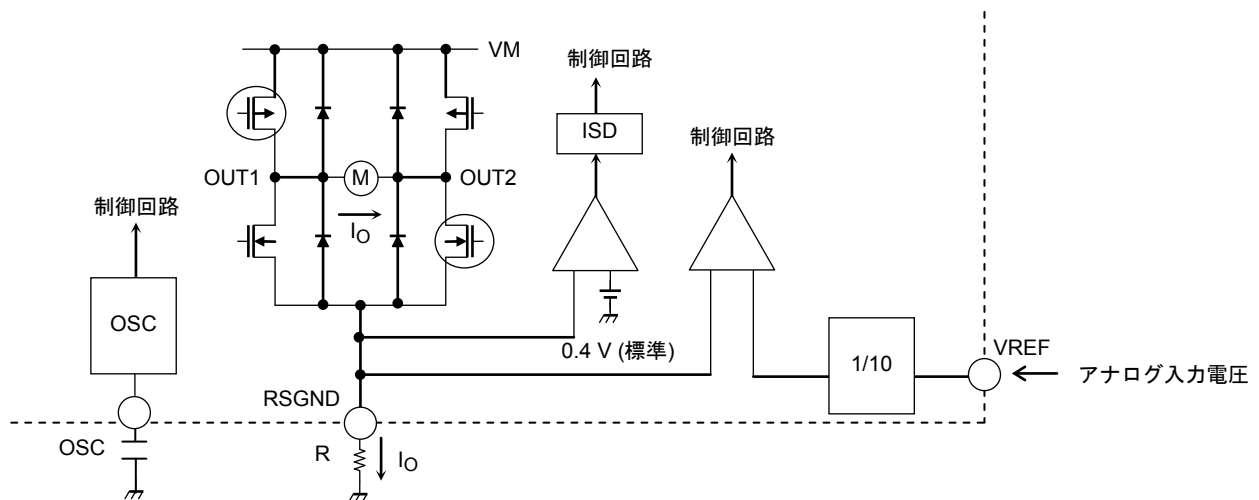 VM
制御回路
ISD
制御回路
OUT1
M
OUT2
制御回路
IO
OSC
0.4 V (標準)
1/10
VREF
アナログ入力電圧
RSGND
OSC
R
IO